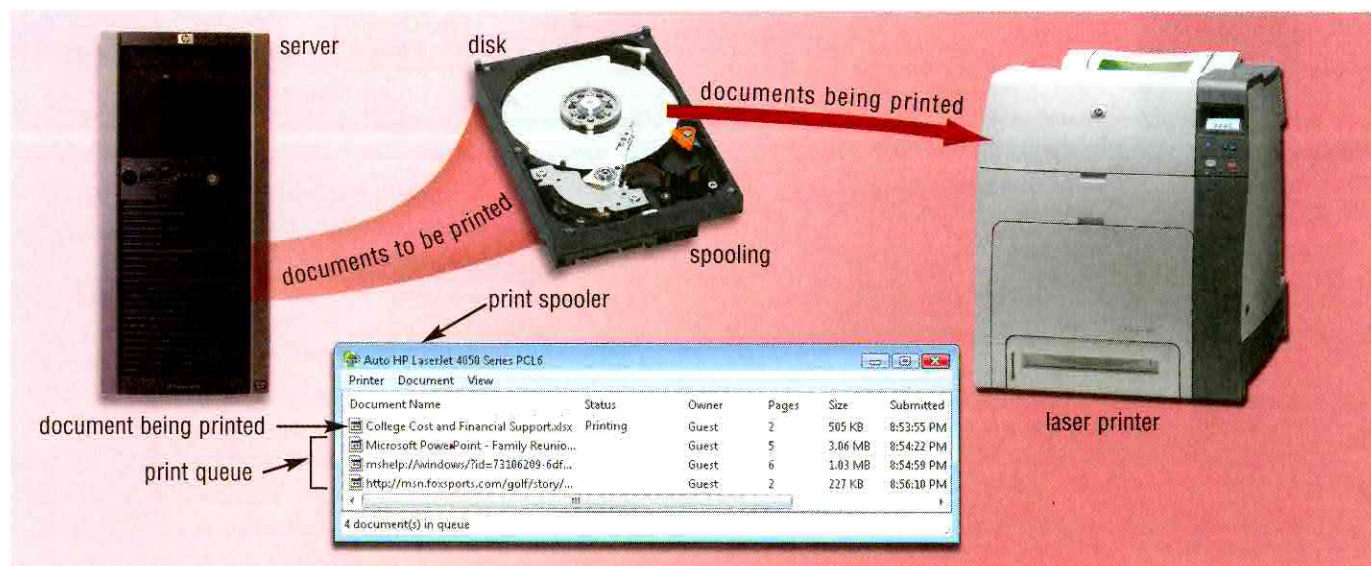 server
disk
documents being printed
documents to be printed
spooling
print spooler
laser printer
Auto HP LaserJet 4050 Series PCL6
Printer Document View
Document Name Status Owner Pages Size Submitted
document being printed
College Cost and Financial Support.xlsx Printing Guest 2 505 KB 8:53:55 PM
print queue
Microsoft PowerPoint - Family Reunio... Guest 5 3.06 MB 8:54:22 PM
mshelp://windows/?id=73106209-6df... Guest 6 1.03 MB 8:54:59 PM
http://msn.foxsports.com/golf/story/... Guest 2 227 KB 8:56:10 PM
4 document(s) in queue